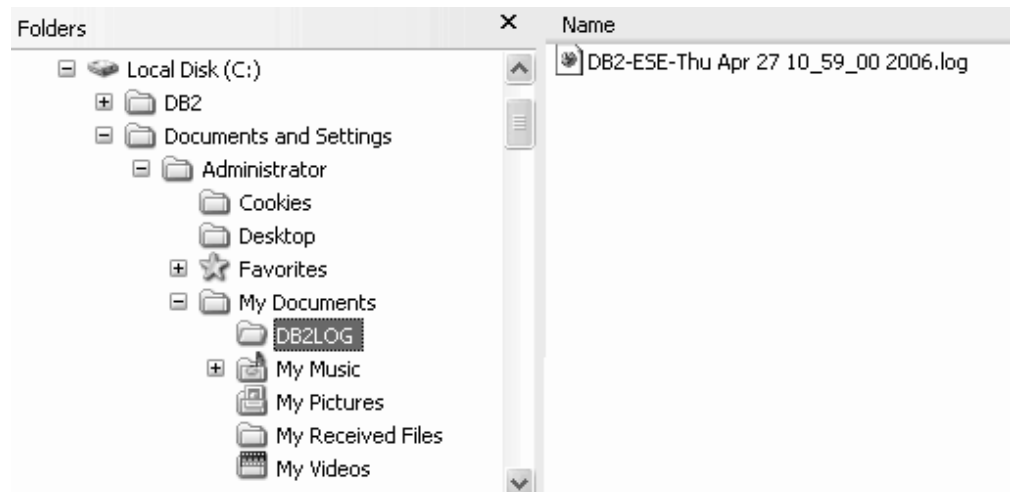 Folders
Local Disk (C:)
DB2
Documents and Settings
Administrator
Cookies
Desktop
Favorites
My Documents
DB2LOG
My Music
My Pictures
My Received Files
My Videos
Name
DB2-ESE-Thu Apr 27 10_59_00 2006.log